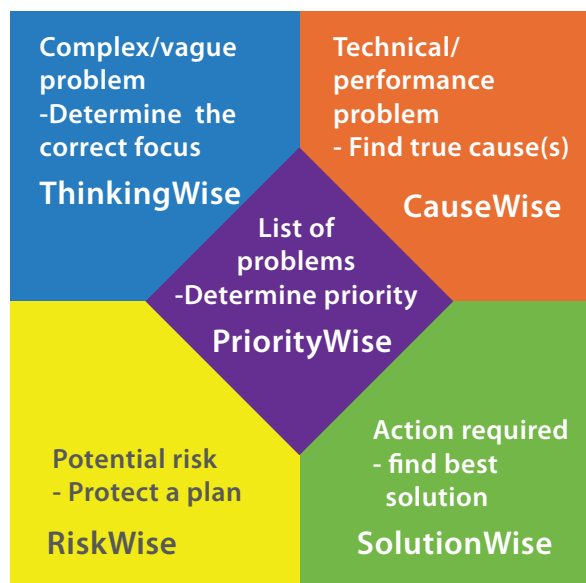 Complex/vague
problem
-Determine the
correct focus
ThinkingWise
Technical/
performance
problem
- Find true cause(s)
CauseWise
List of
problems
-Determine priority
PriorityWise
Potential risk
- Protect a plan
RiskWise
Action required
- find best
solution
SolutionWise